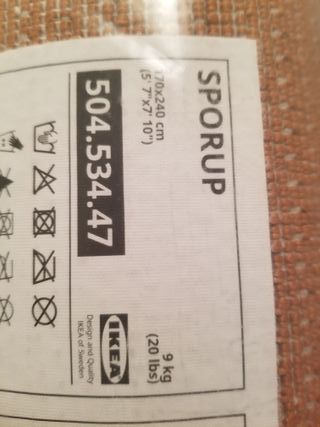 SPORUP
170x240 cm
(5' 7"x7' 10")
9 kg
(20 lbs)
504.534.47
IKEA
Design and Quality
IKEA of Sweden